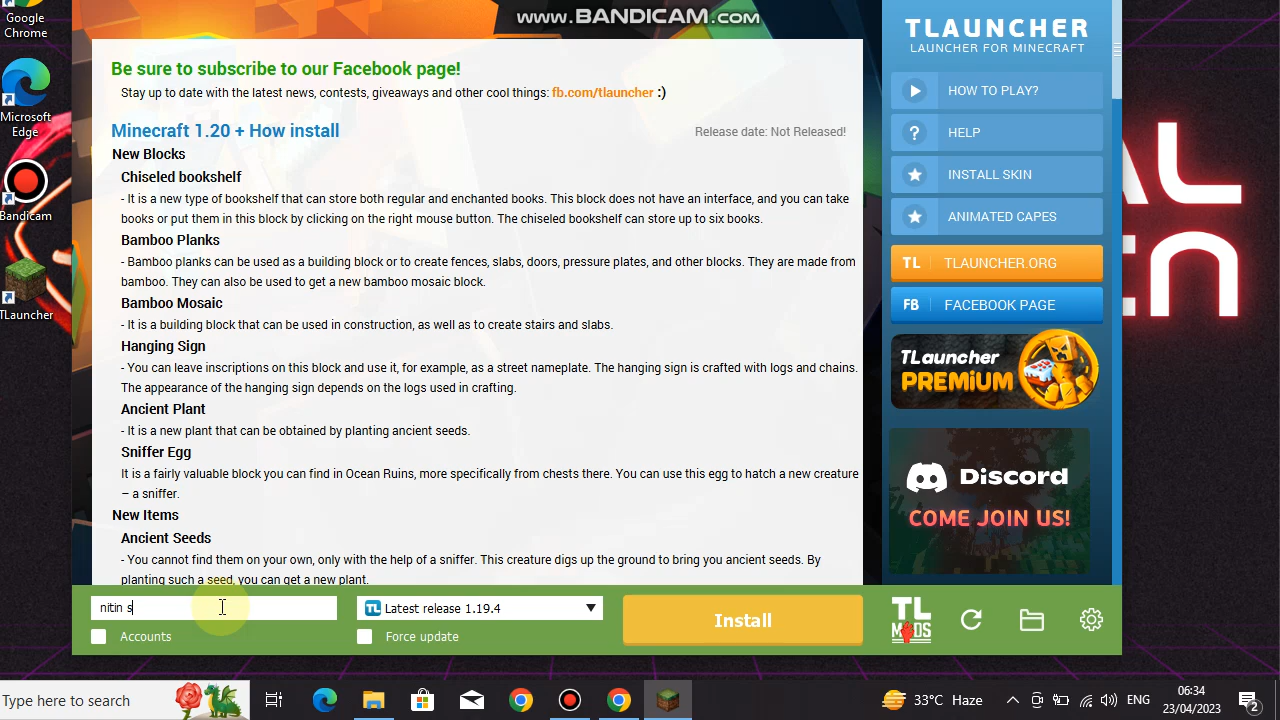 www.BANDICAM.com
Google
Chrome
Microsoft
Edge
Bandicam
TLauncher
Be sure to subscribe to our Facebook page!
Stay up to date with the latest news, contests, giveaways and other cool things: fb.com/tlauncher :)
Minecraft 1.20 + How install
Release date: Not Released!
New Blocks
Chiseled bookshelf
- It is a new type of bookshelf that can store both regular and enchanted books. This block does not have an interface, and you can take
books or put them in this block by clicking on the right mouse button. The chiseled bookshelf can store up to six books.
Bamboo Planks
- Bamboo planks can be used as a building block or to create fences, slabs, doors, pressure plates, and other blocks. They are made from
bamboo. They can also be used to get a new bamboo mosaic block.
Bamboo Mosaic
- It is a building block that can be used in construction, as well as to create stairs and slabs.
Hanging Sign
- You can leave inscriptions on this block and use it, for example, as a street nameplate. The hanging sign is crafted with logs and chains.
The appearance of the hanging sign depends on the logs used in crafting.
Ancient Plant
- It is a new plant that can be obtained by planting ancient seeds.
Sniffer Egg
It is a fairly valuable block you can find in Ocean Ruins, more specifically from chests there. You can use this egg to hatch a new creature
– a sniffer.
New Items
Ancient Seeds
- You cannot find them on your own, only with the help of a sniffer. This creature digs up the ground to bring you ancient seeds. By
planting such a seed, you can get a new plant.
TLAUNCHER
LAUNCHER FOR MINECRAFT
HOW TO PLAY?
? HELP
INSTALL SKIN
ANIMATED CAPES
TL TLAUNCHER.ORG
FB FACEBOOK PAGE
TLauncher
PREMiUM
Discord
COME JOIN US!
nitin s
TL Latest release 1.19.4
Install
TL
MODS
Accounts
Force update
Type here to search
33°C Haze
ENG
06:34
23/04/2023
2